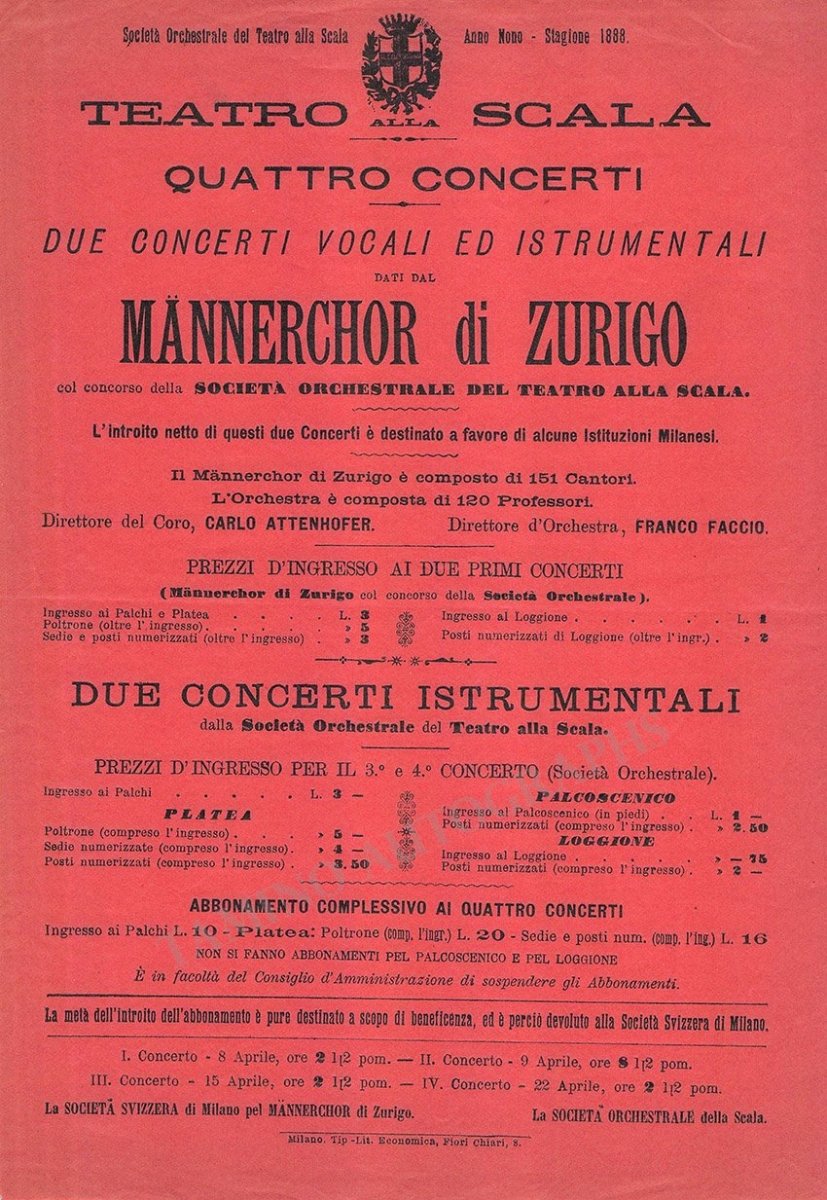 Società Orchestrale del Teatro alla Scala Anno Nono - Stagione 1888.
TEATRO ALLA SCALA
QUATTRO CONCERTI
DUE CONCERTI VOCALI ED ISTRUMENTALI
DATI DAL
MÄNNERCHOR di ZURIGO
col concorso della SOCIETÀ ORCHESTRALE DEL TEATRO ALLA SCALA.
L'introito netto di questi due Concerti è destinato a favore di alcune Istituzioni Milanesi.
Il Männerchor di Zurigo è composto di 151 Cantori.
L'Orchestra è composta di 120 Professori.
Direttore del Coro, CARLO ATTENHOFER. Direttore d'Orchestra, FRANCO FACCIO.
PREZZI D'INGRESSO AI DUE PRIMI CONCERTI
(Männerchor di Zurigo col concorso della Società Orchestrale).
Ingresso ai Palchi e Platea . . . . L. 3
Poltrone (oltre l'ingresso) . . . . » 5
Sedie e posti numerizzati (oltre l'ingresso) . » 3
Ingresso al Loggione . . . . . . L. 1
Posti numerizzati di Loggione (oltre l'ingr.) . » 2
DUE CONCERTI ISTRUMENTALI
dalla Società Orchestrale del Teatro alla Scala.
PREZZI D'INGRESSO PER IL 3.º e 4.º CONCERTO (Società Orchestrale).
Ingresso ai Palchi . . . . . L. 3 —
PLATEA
Poltrone (compreso l'ingresso) . . . » 5 —
Sedie numerizzate (compreso l'ingresso) . » 4 —
Posti numerizzati (compreso l'ingresso) . » 3.50
PALCOSCENICO
Ingresso al Palcoscenico (in piedi) . . L. 1 —
Posti numerizzati (compreso l'ingresso) . » 2.50
LOGGIONE
Ingresso al Loggione . . . . . » — 75
Posti numerizzati (compreso l'ingresso) . » 2 —
ABBONAMENTO COMPLESSIVO AI QUATTRO CONCERTI
Ingresso ai Palchi L. 10 - Platea: Poltrone (comp. l'ingr.) L. 20 - Sedie e posti num. (comp. l'ing.) L. 16
NON SI FANNO ABBONAMENTI PEL PALCOSCENICO E PEL LOGGIONE
È in facoltà del Consiglio d'Amministrazione di sospendere gli Abbonamenti.
La metà dell'introito dell'abbonamento è pure destinato a scopo di beneficenza, ed è perciò devoluto alla Società Svizzera di Milano.
I. Concerto - 8 Aprile, ore 2 1|2 pom. — II. Concerto - 9 Aprile, ore 8 1|2 pom.
III. Concerto - 15 Aprile, ore 2 1|2 pom. — IV. Concerto - 22 Aprile, ore 2 1|2 pom.
La SOCIETÀ SVIZZERA di Milano pel MÄNNERCHOR di Zurigo. La SOCIETÀ ORCHESTRALE della Scala.
Milano. Tip-Lit. Economica, Fiori Chiari, 8.